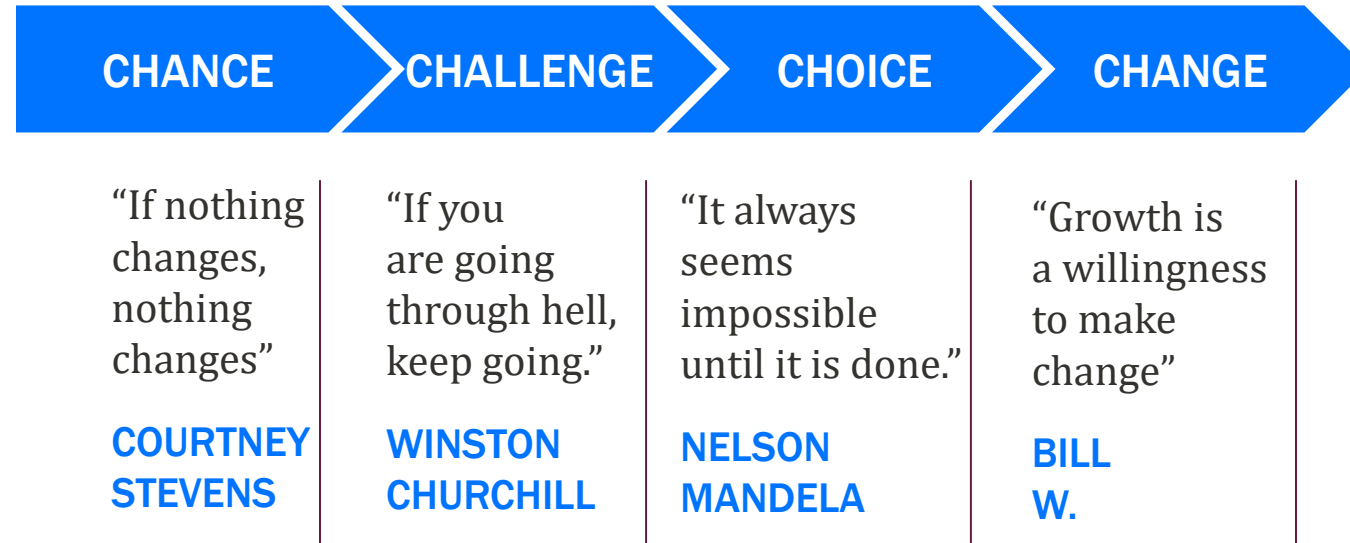 CHANCE
CHALLENGE
CHOICE
CHANGE
“If nothing
changes,
nothing
changes”
COURTNEY
STEVENS
“If you
are going
through hell,
keep going.”
WINSTON
CHURCHILL
“It always
seems
impossible
until it is done.”
NELSON
MANDELA
“Growth is
a willingness
to make
change”
BILL
W.